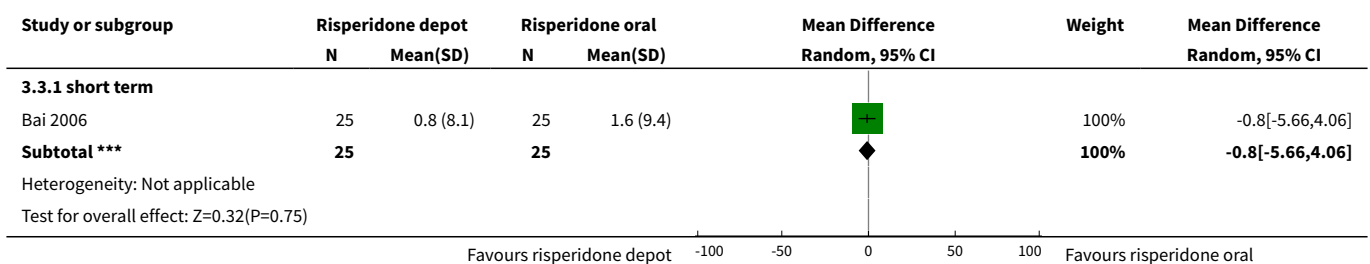 Study or subgroup Risperidone depot Risperidone oral Mean Difference Weight Mean Difference
N Mean(SD) N Mean(SD) Random, 95% CI Random, 95% CI
3.3.1 short term
Bai 2006 25 0.8 (8.1) 25 1.6 (9.4) 100% -0.8[-5.66,4.06]
Subtotal *** 25 25 100% -0.8[-5.66,4.06]
Heterogeneity: Not applicable
Test for overall effect: Z=0.32(P=0.75)
Favours risperidone depot -100 -50 0 50 100 Favours risperidone oral